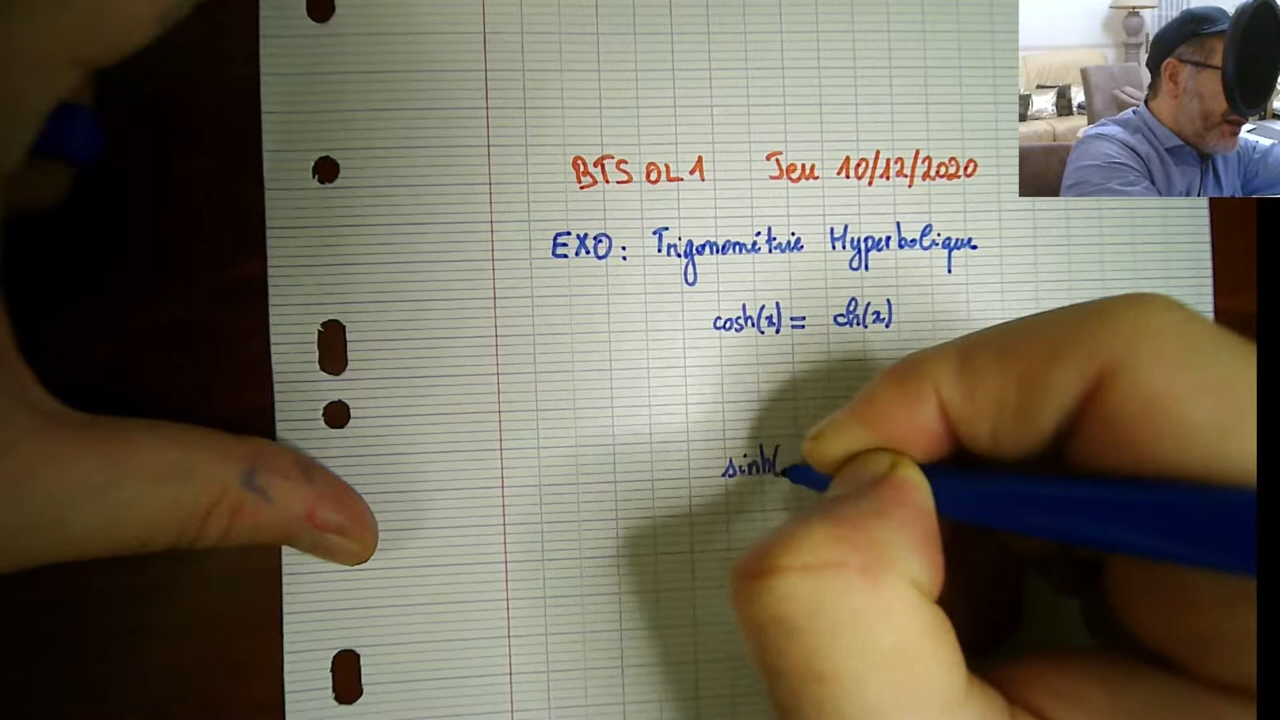 BTS OL1 Jeu 10/12/2020
EXO: Trigonométrie Hyperbolique
cosh(x) = ch(x)
sinh(